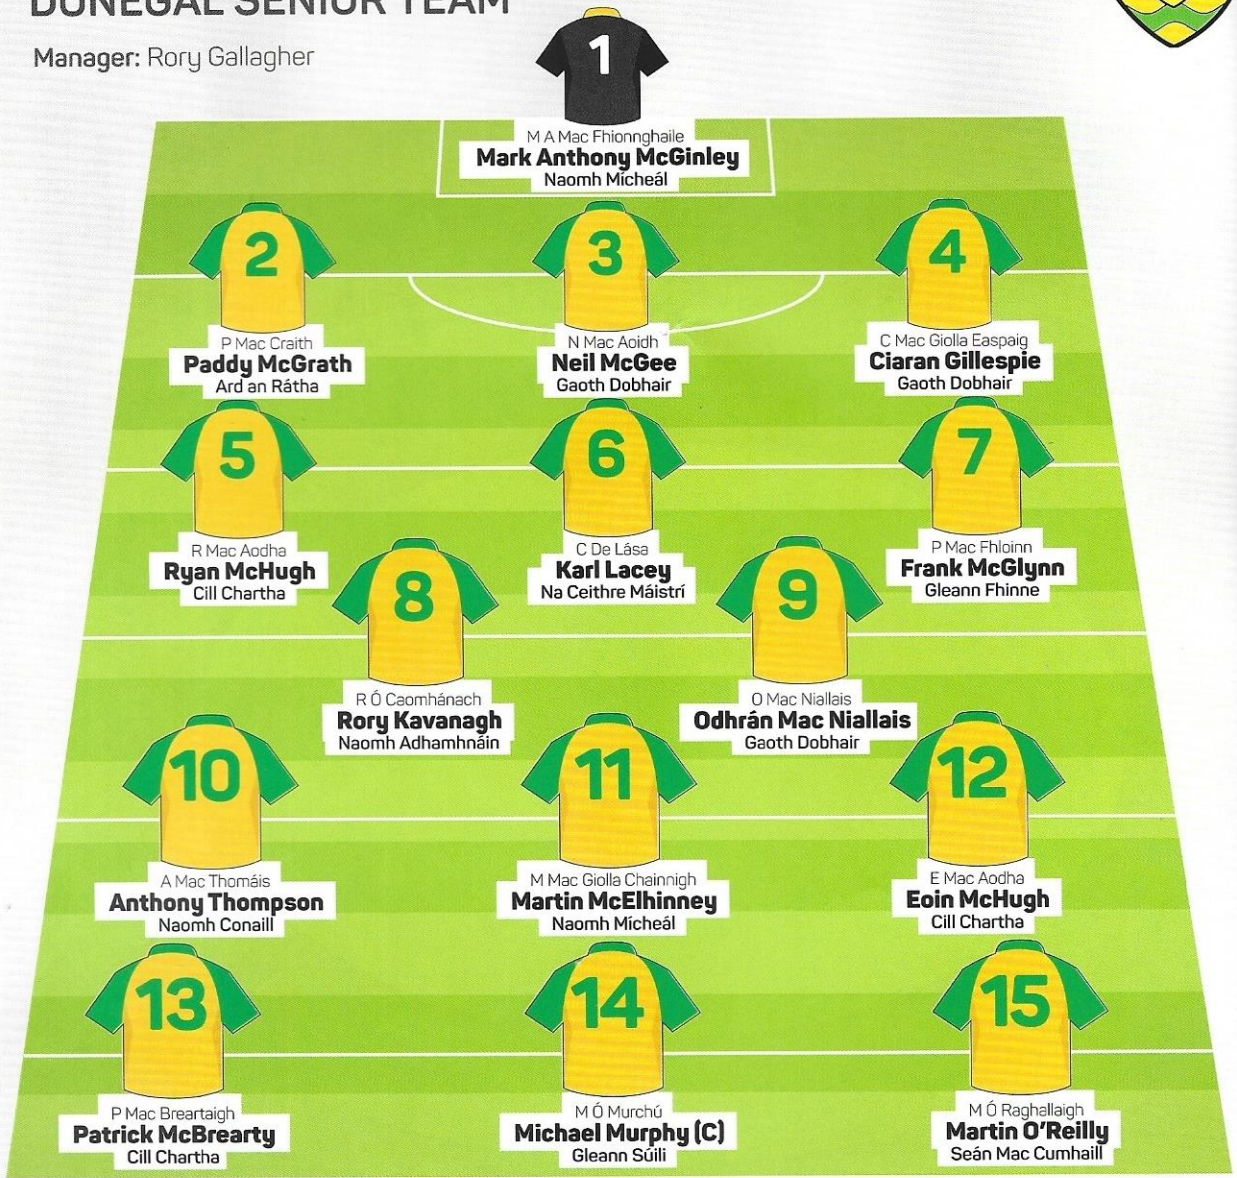 DONEGAL SENIOR TEAM
Manager: Rory Gallagher
1
M A Mac Fhionnghaile
Mark Anthony McGinley
Naomh Mícheál
2
P Mac Craith
Paddy McGrath
Ard an Rátha
3
N Mac Aoidh
Neil McGee
Gaoth Dobhair
4
C Mac Giolla Easpaig
Ciaran Gillespie
Gaoth Dobhair
5
R Mac Aodha
Ryan McHugh
Cill Chartha
6
C De Lása
Karl Lacey
Na Ceithre Máistrí
7
P Mac Fhloinn
Frank McGlynn
Gleann Fhinne
8
R Ó Caomhánach
Rory Kavanagh
Naomh Adhamhnáin
9
O Mac Niallais
Odhrán Mac Niallais
Gaoth Dobhair
10
A Mac Thomáis
Anthony Thompson
Naomh Conaill
11
M Mac Giolla Chainnigh
Martin McElhinney
Naomh Mícheál
12
E Mac Aodha
Eoin McHugh
Cill Chartha
13
P Mac Breartaigh
Patrick McBrearty
Cill Chartha
14
M Ó Murchú
Michael Murphy (C)
Gleann Súilí
15
M Ó Raghallaigh
Martin O'Reilly
Seán Mac Cumhaill